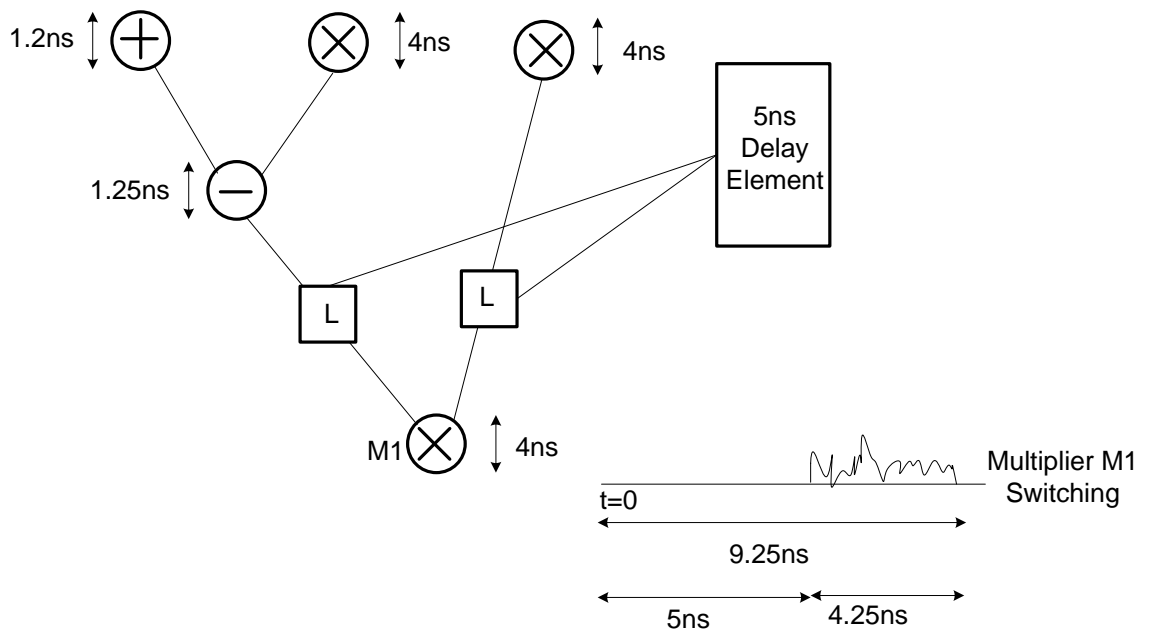 1.2ns
4ns
4ns
5ns
Delay
Element
1.25ns
L
L
M1
4ns
Multiplier M1
Switching
t=0
9.25ns
5ns
4.25ns